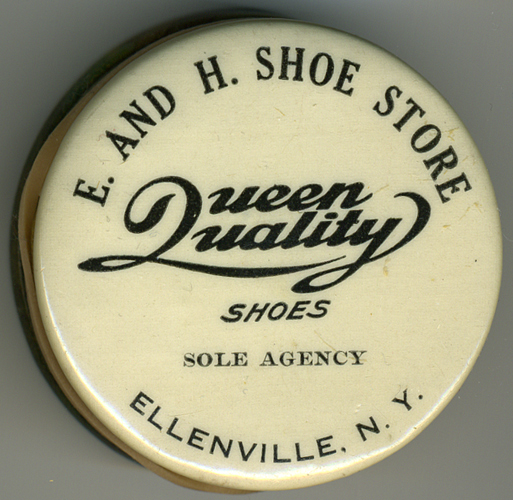 E. AND H. SHOE STORE
Queen
Quality
SHOES
SOLE AGENCY
ELLENVILLE, N. Y.